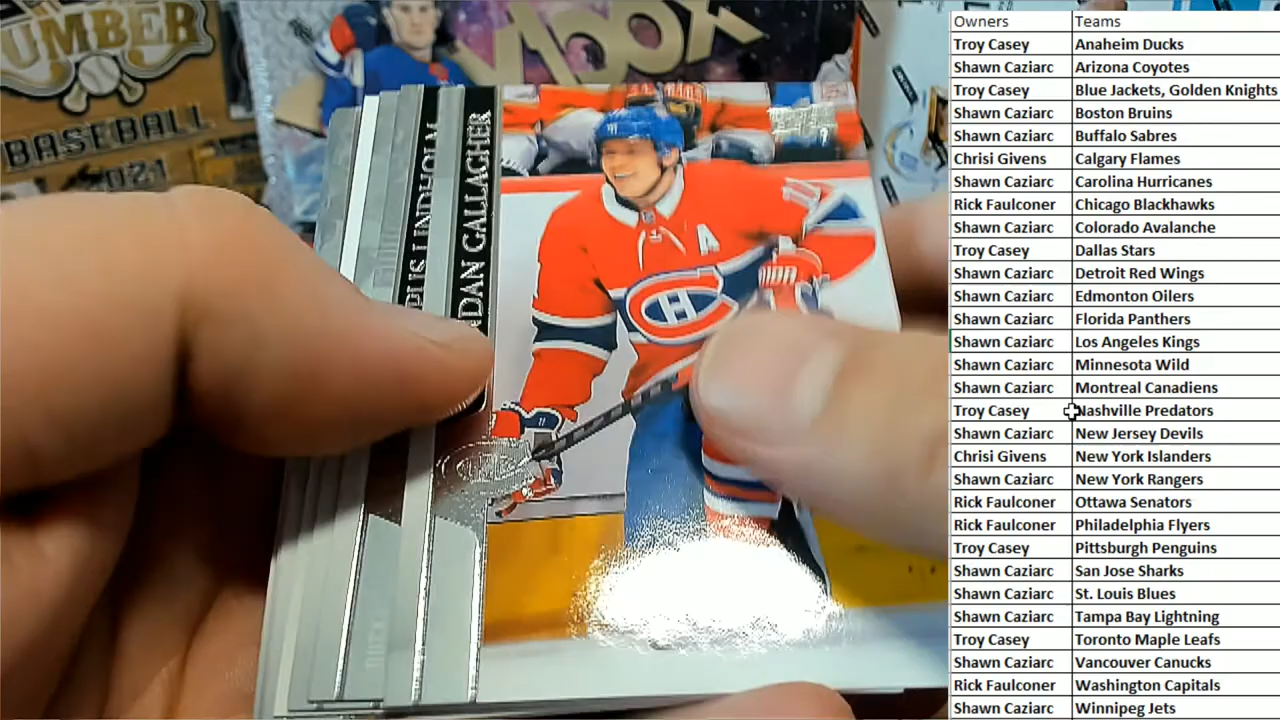 UMBER
BASEBALL
2021
XBOX
LINDHOLM
DAN GALLAGHER
A
Owners Teams
Troy Casey Anaheim Ducks
Shawn Caziarc Arizona Coyotes
Troy Casey Blue Jackets, Golden Knights
Shawn Caziarc Boston Bruins
Shawn Caziarc Buffalo Sabres
Chrisi Givens Calgary Flames
Shawn Caziarc Carolina Hurricanes
Rick Faulconer Chicago Blackhawks
Shawn Caziarc Colorado Avalanche
Troy Casey Dallas Stars
Shawn Caziarc Detroit Red Wings
Shawn Caziarc Edmonton Oilers
Shawn Caziarc Florida Panthers
Shawn Caziarc Los Angeles Kings
Shawn Caziarc Minnesota Wild
Shawn Caziarc Montreal Canadiens
Troy Casey Nashville Predators
Shawn Caziarc New Jersey Devils
Chrisi Givens New York Islanders
Shawn Caziarc New York Rangers
Rick Faulconer Ottawa Senators
Rick Faulconer Philadelphia Flyers
Troy Casey Pittsburgh Penguins
Shawn Caziarc San Jose Sharks
Shawn Caziarc St. Louis Blues
Shawn Caziarc Tampa Bay Lightning
Troy Casey Toronto Maple Leafs
Shawn Caziarc Vancouver Canucks
Rick Faulconer Washington Capitals
Shawn Caziarc Winnipeg Jets